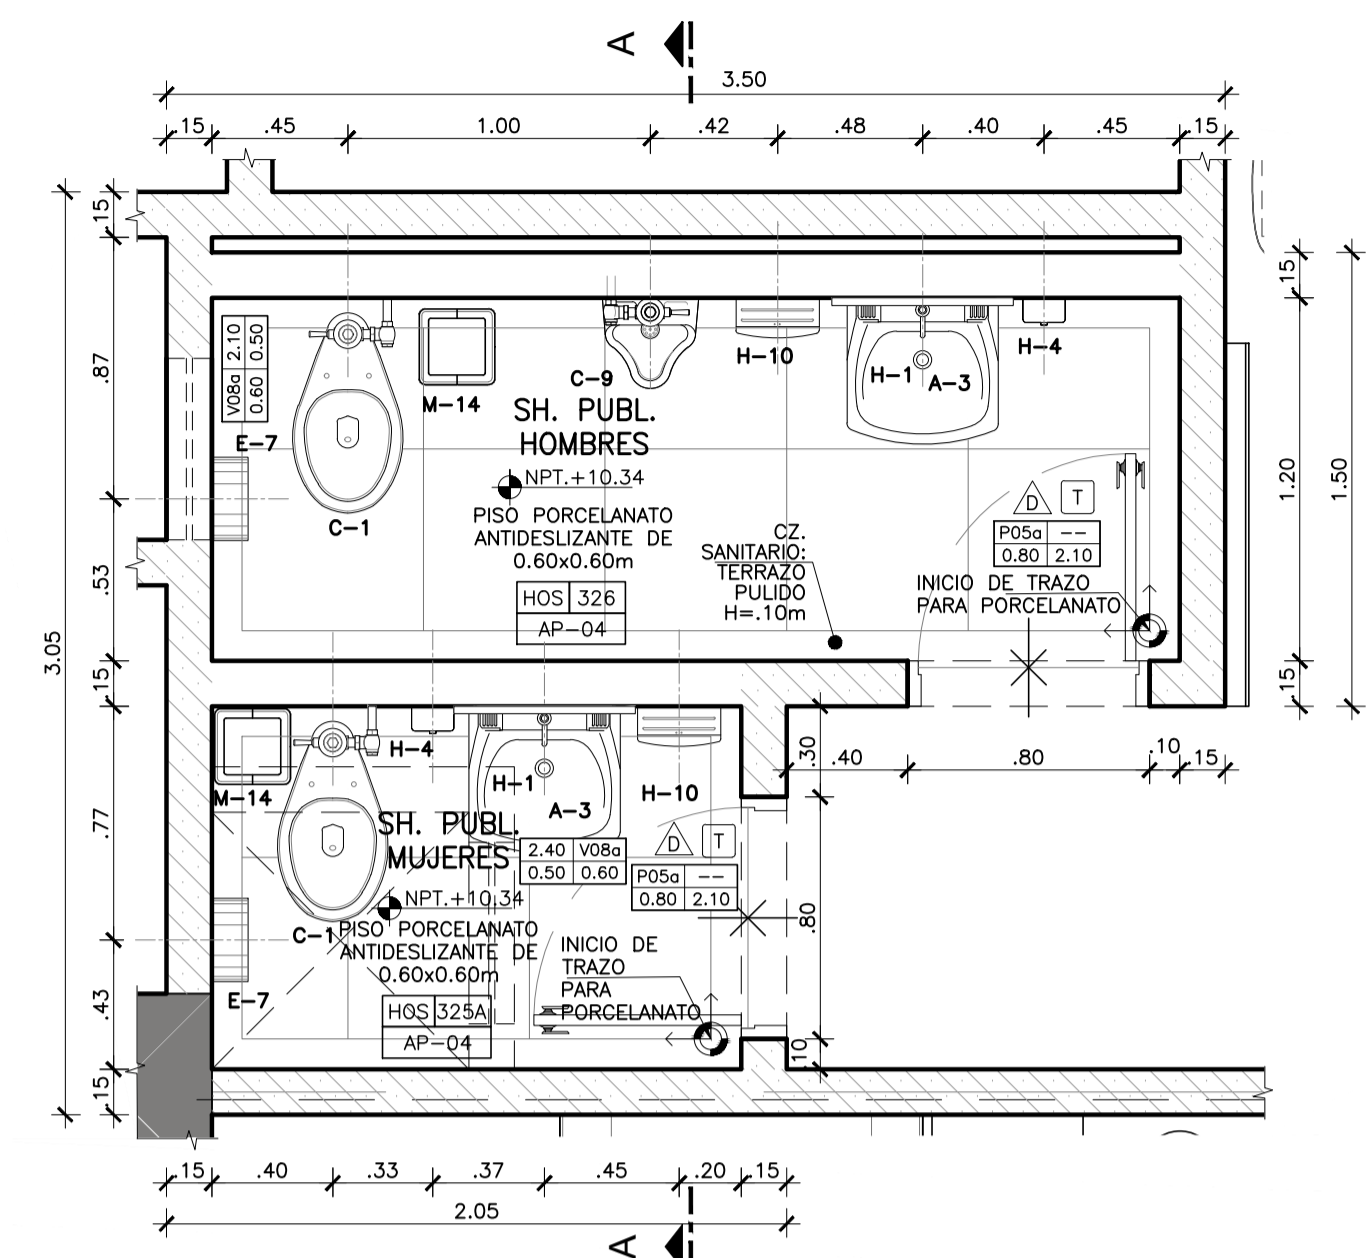 A
3.50
.15 .45 1.00 .42 .48 .40 .45 .15
.15
.87
.53
.15
.77
.43
.15
3.05
.15
1.20
.15
1.50
V08a 2.10
0.60 0.50
E-7
C-1
M-14
C-9
H-10
H-1
A-3
H-4
SH. PUBL.
HOMBRES
NPT.+10.34
PISO PORCELANATO
ANTIDESLIZANTE DE
0.60x0.60m
HOS 326
AP-04
CZ.
SANITARIO:
TERRAZO
PULIDO
H=.10m
D T
P05a --
0.80 2.10
INICIO DE TRAZO
PARA PORCELANATO
.40 .80 .10 .15
.30
.80
.10
M-14
H-4
H-1
A-3
H-10
SH. PUBL.
MUJERES
2.40 V08a
0.50 0.60
D T
P05a --
0.80 2.10
NPT.+10.34
C-1
PISO PORCELANATO
ANTIDESLIZANTE DE
0.60x0.60m
E-7
HOS 325A
AP-04
INICIO DE
TRAZO
PARA
PORCELANATO
.15 .40 .33 .37 .45 .20 .15
2.05
A